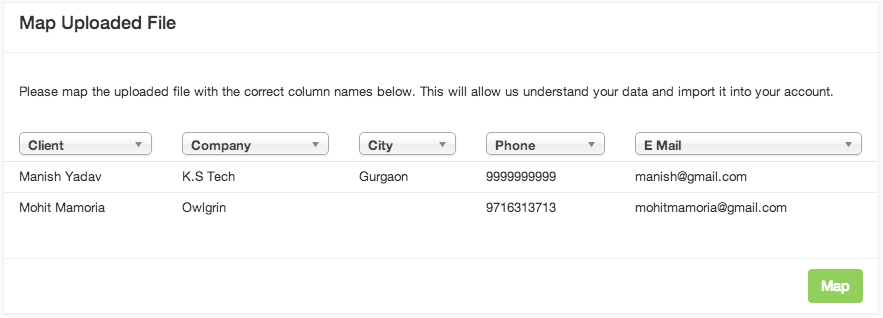 Map Uploaded File
Please map the uploaded file with the correct column names below. This will allow us understand your data and import it into your account.
Client Company City Phone E Mail
Manish Yadav K.S Tech Gurgaon 9999999999 manish@gmail.com
Mohit Mamoria Owlgrin 9716313713 mohitmamoria@gmail.com
Map